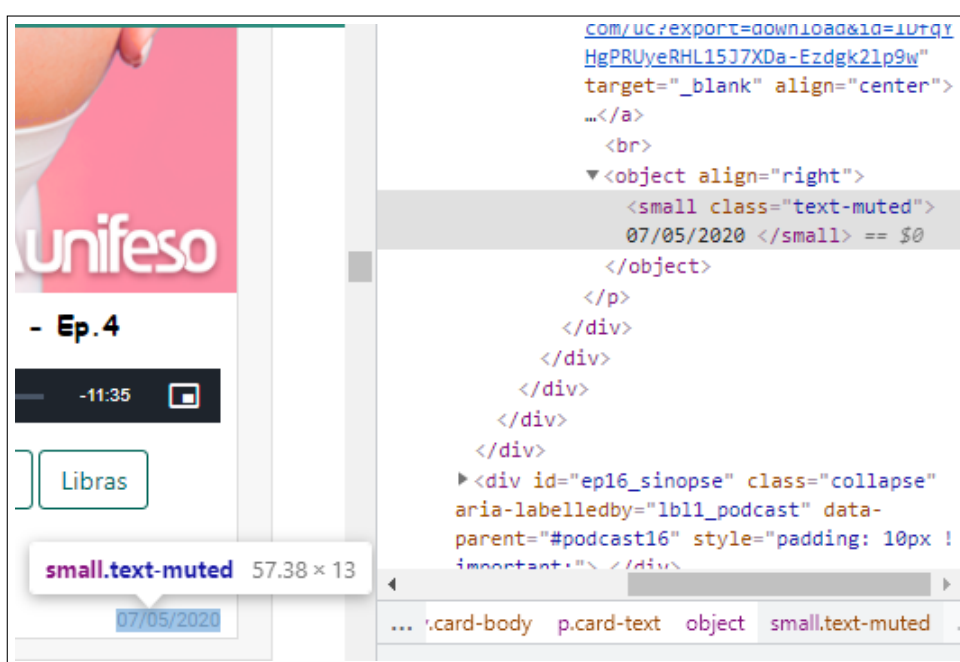 unifeso
- Ep.4
-11:35
Libras
small.text-muted 57.38 × 13
07/05/2020
com/uc?export=download&id=1DfqY
HgPRUyeRHL15J7XDa-Ezdgk2lp9w"
target="_blank" align="center">
…</a>
<br>
▼<object align="right">
<small class="text-muted">
07/05/2020 </small> == $0
</object>
</p>
</div>
</div>
</div>
</div>
</div>
▶<div id="ep16_sinopse" class="collapse"
aria-labelledby="lbl1_podcast" data-
parent="#podcast16" style="padding: 10px !
important;"> </div>
... .card-body p.card-text object small.text-muted